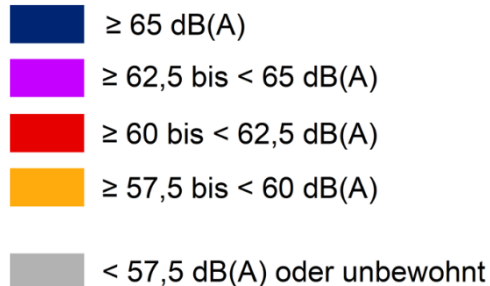 ≥ 65 dB(A)
≥ 62,5 bis < 65 dB(A)
≥ 60 bis < 62,5 dB(A)
≥ 57,5 bis < 60 dB(A)
< 57,5 dB(A) oder unbewohnt